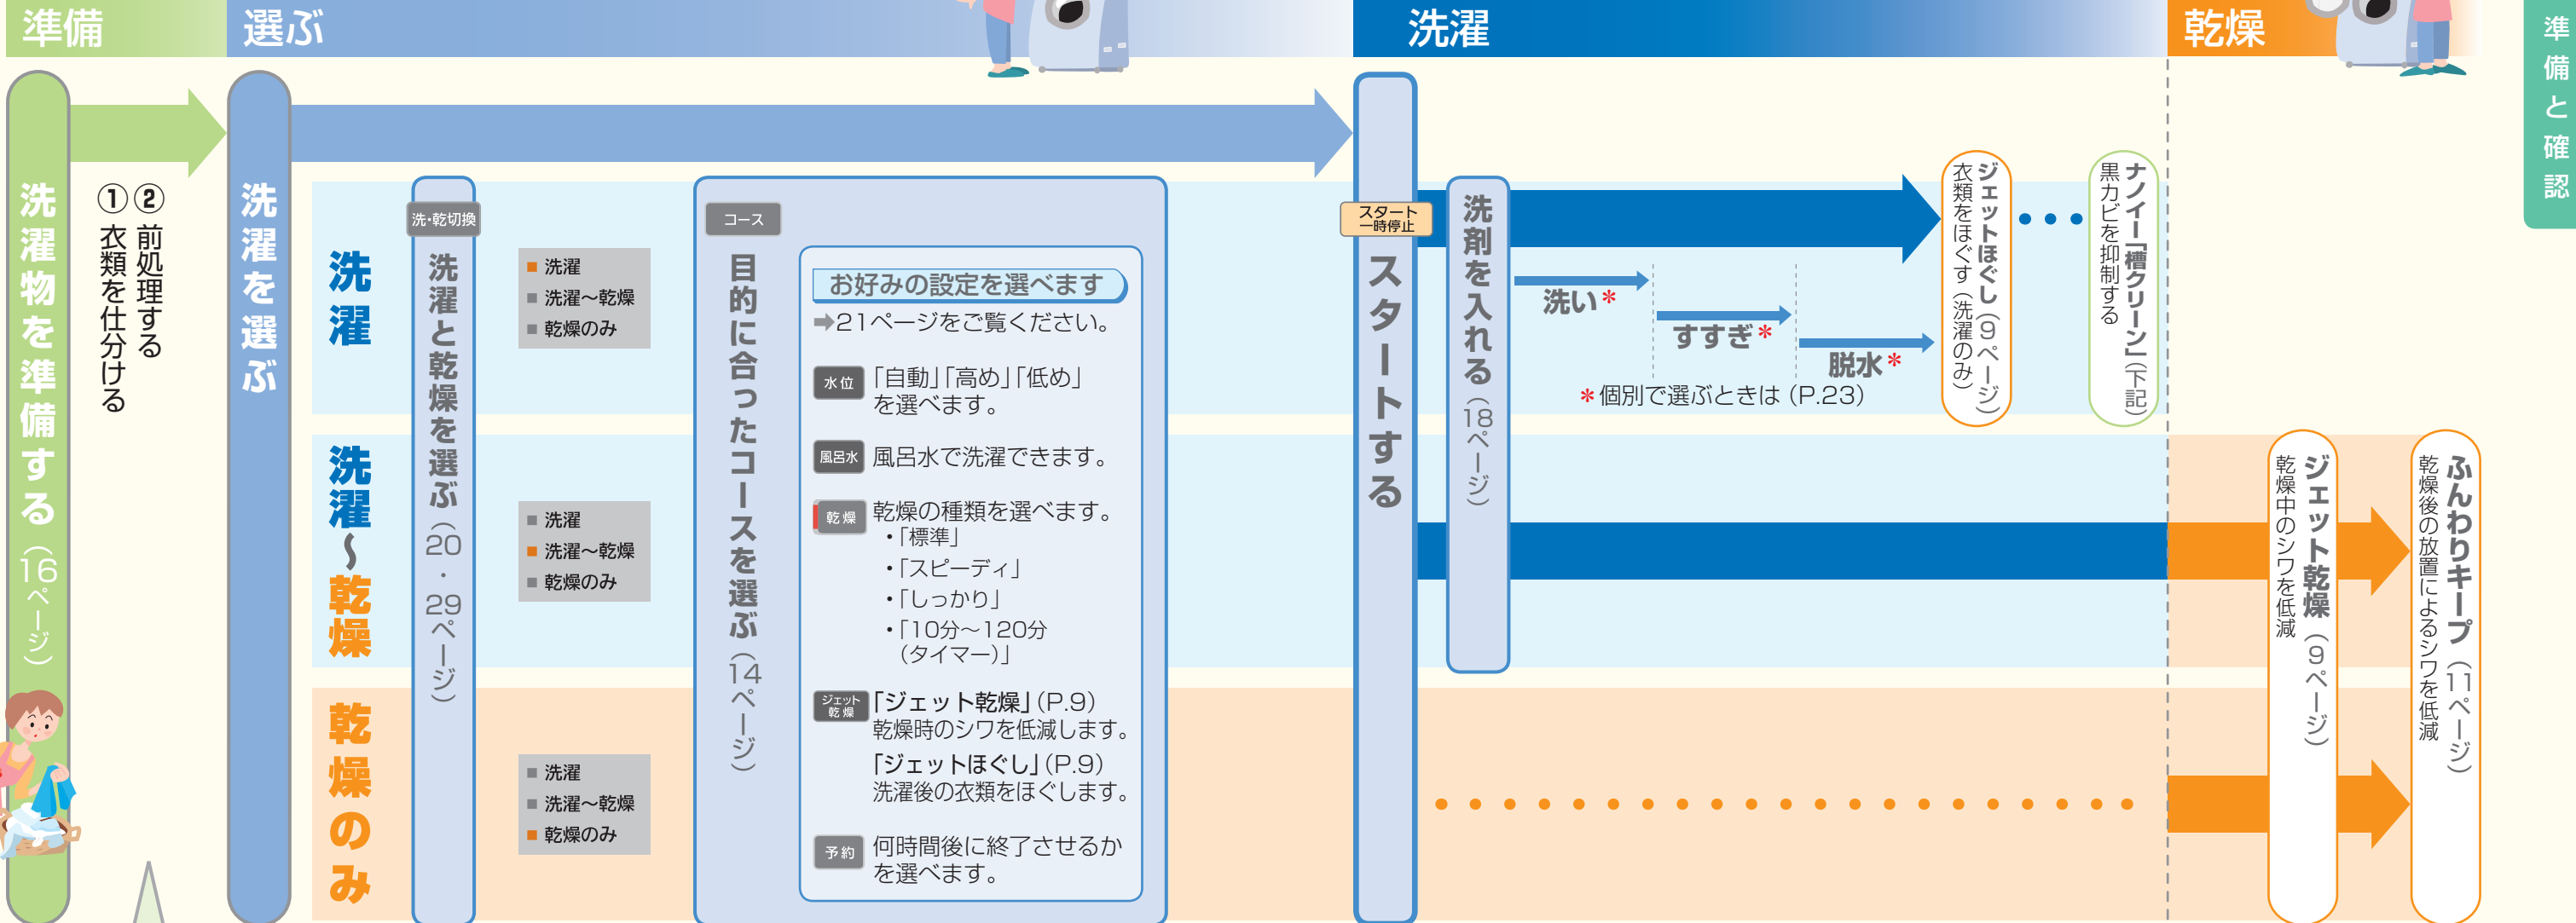 準備
選ぶ
洗濯
乾燥
準備と確認
洗濯物を準備する（16ページ）
①衣類を仕分ける
②前処理する
洗濯を選ぶ
洗濯
洗濯～乾燥
乾燥のみ
洗・乾切換
洗濯と乾燥を選ぶ（20・29ページ）
■ 洗濯
■ 洗濯～乾燥
■ 乾燥のみ
■ 洗濯
■ 洗濯～乾燥
■ 乾燥のみ
■ 洗濯
■ 洗濯～乾燥
■ 乾燥のみ
コース
目的に合ったコースを選ぶ（14ページ）
お好みの設定を選べます
➡21ページをご覧ください。
水位 「自動」「高め」「低め」
を選べます。
風呂水 風呂水で洗濯できます。
乾燥 乾燥の種類を選べます。
・「標準」
・「スピーディ」
・「しっかり」
・「10分～120分
（タイマー）」
ジェット
乾燥
「ジェット乾燥」（P.9）
乾燥時のシワを低減します。
「ジェットほぐし」（P.9）
洗濯後の衣類をほぐします。
予約 何時間後に終了させるか
を選べます。
スタート
一時停止
スタートする
洗剤を入れる（18ページ）
洗い＊
すすぎ＊
脱水＊
＊個別で選ぶときは（P.23）
ジェットほぐし（9ページ）
衣類をほぐす（洗濯のみ）
ナノイー「槽クリーン」（下記）
黒カビを抑制する
ジェット乾燥（9ページ）
乾燥中のシワを低減
ふんわりキープ（11ページ）
乾燥後の放置によるシワを低減